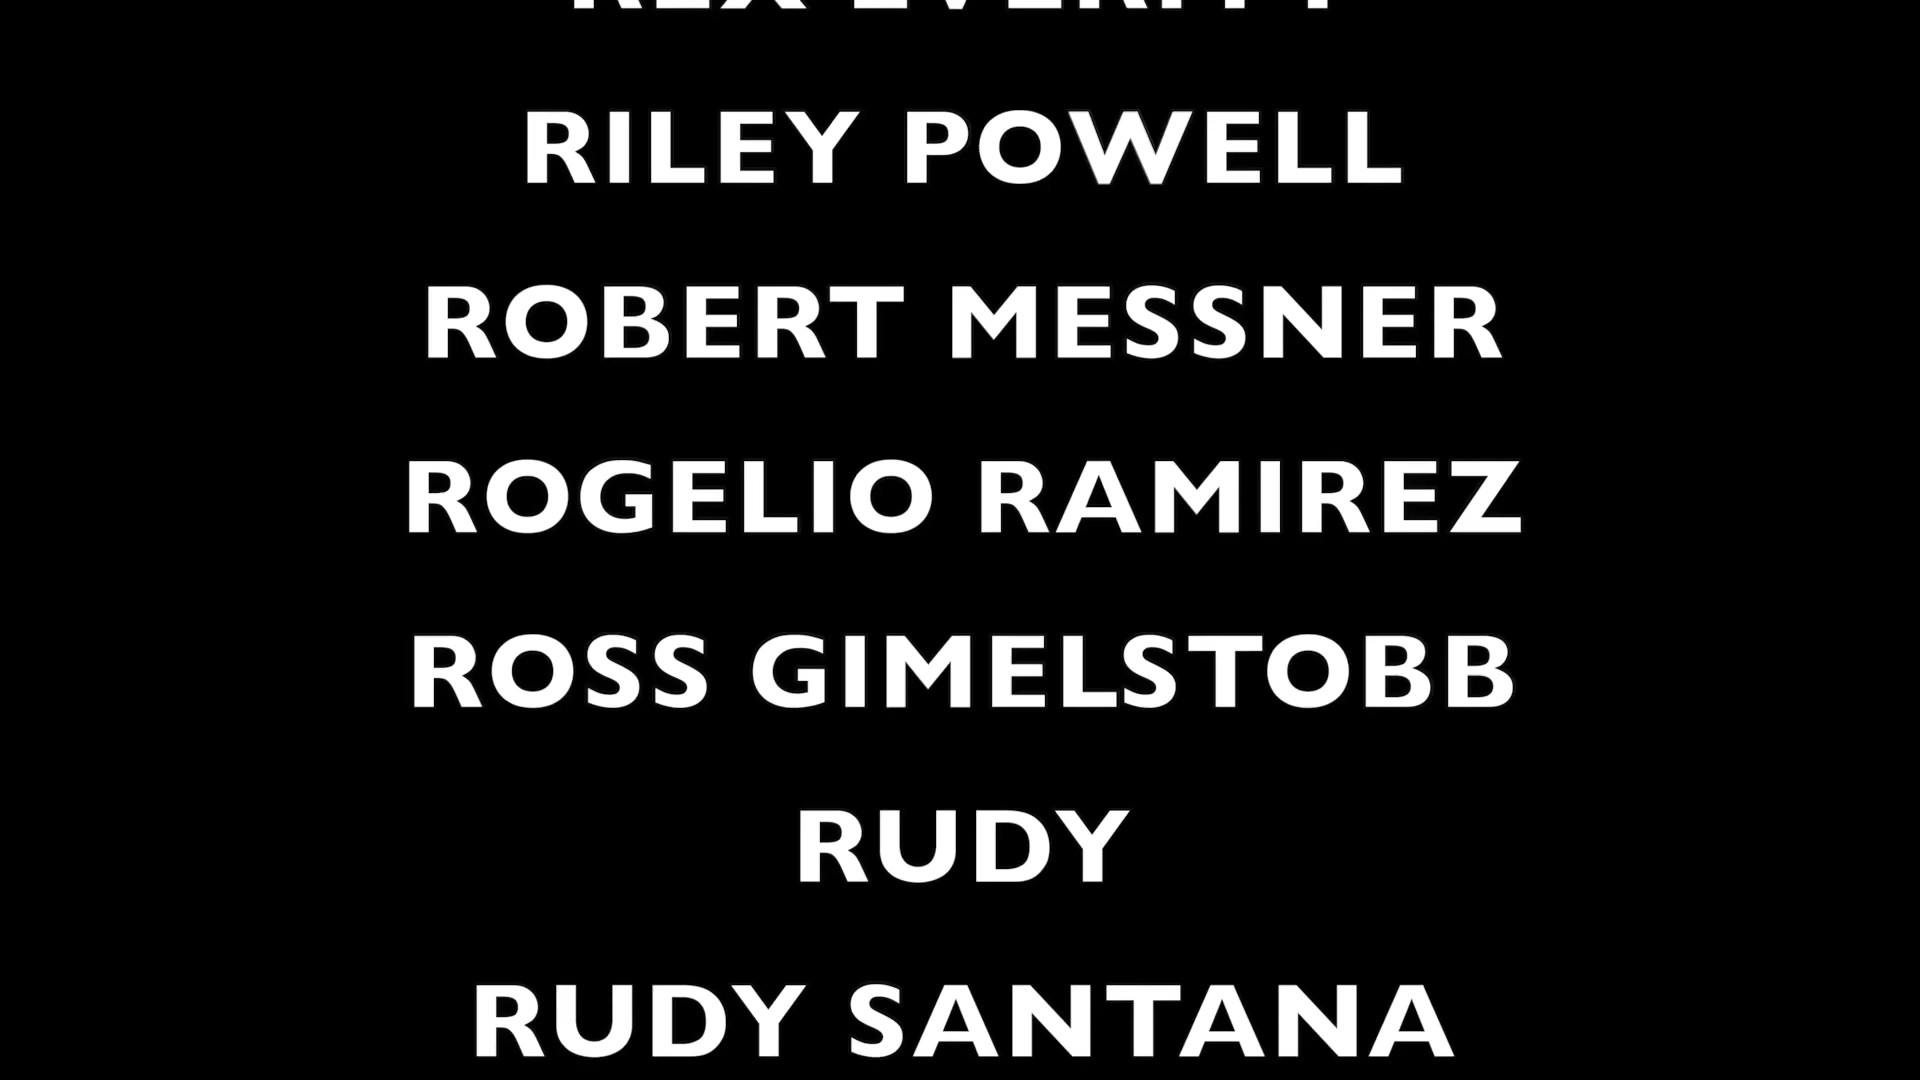 RILEY POWELL
ROBERT MESSNER
ROGELIO RAMIREZ
ROSS GIMELSTOBB
RUDY
RUDY SANTANA